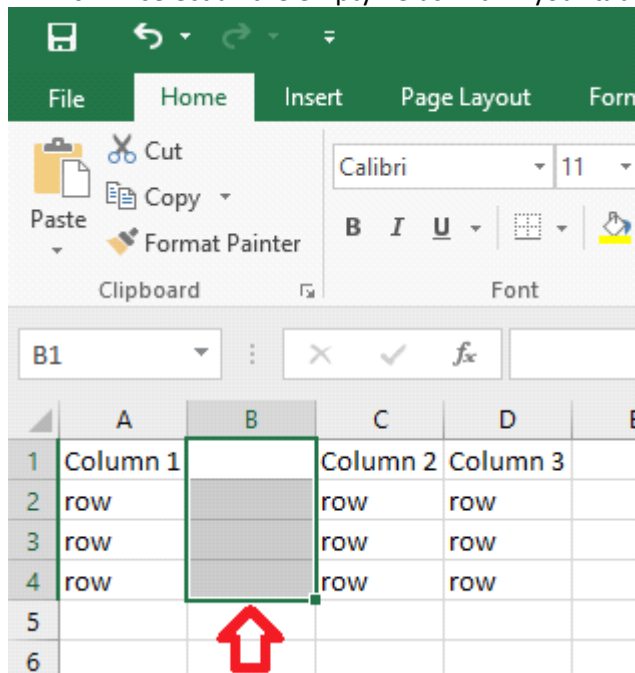 File Home Insert Page Layout Form
Cut
Calibri 11
Copy
Paste
B I U
Format Painter
Clipboard Font
B1 fx
A B C D E
1 Column 1 Column 2 Column 3
2 row row row
3 row row row
4 row row row
5
6